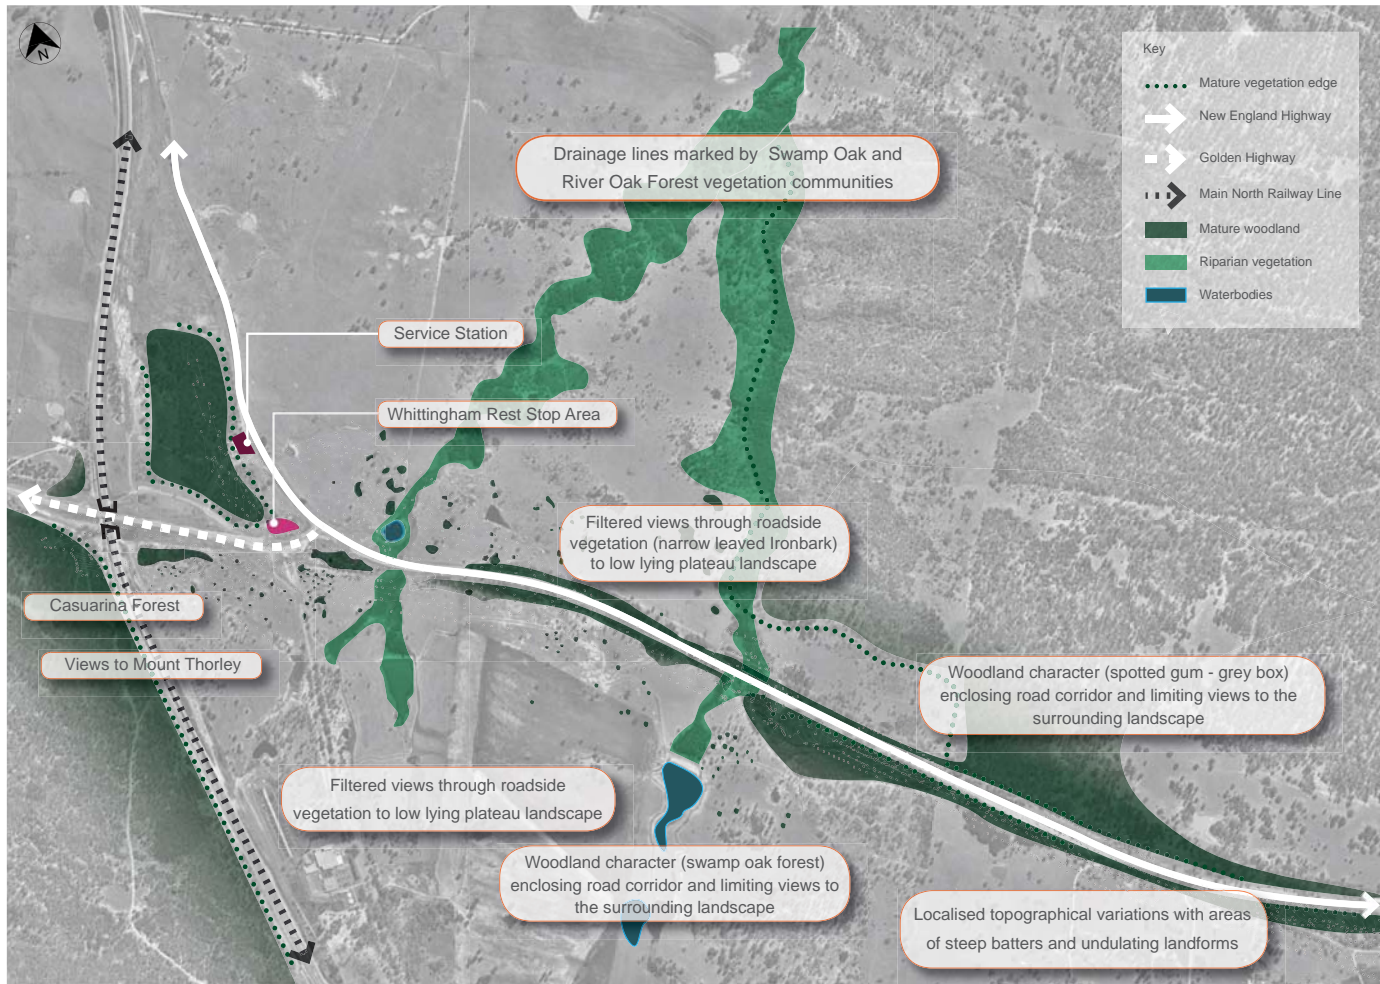 N
Key
Mature vegetation edge
New England Highway
Golden Highway
Main North Railway Line
Mature woodland
Riparian vegetation
Waterbodies
Drainage lines marked by Swamp Oak and
River Oak Forest vegetation communities
Service Station
Whittingham Rest Stop Area
Filtered views through roadside
vegetation (narrow leaved Ironbark)
to low lying plateau landscape
Casuarina Forest
Views to Mount Thorley
Woodland character (spotted gum - grey box)
enclosing road corridor and limiting views to the
surrounding landscape
Filtered views through roadside
vegetation to low lying plateau landscape
Woodland character (swamp oak forest)
enclosing road corridor and limiting views to
the surrounding landscape
Localised topographical variations with areas
of steep batters and undulating landforms